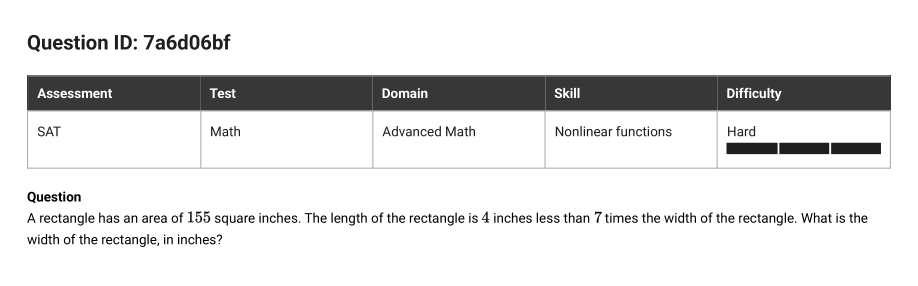 Question ID: 7a6d06bf
Assessment Test Domain Skill Difficulty
SAT Math Advanced Math Nonlinear functions Hard
Question
A rectangle has an area of 155 square inches. The length of the rectangle is 4 inches less than 7 times the width of the rectangle. What is the
width of the rectangle, in inches?